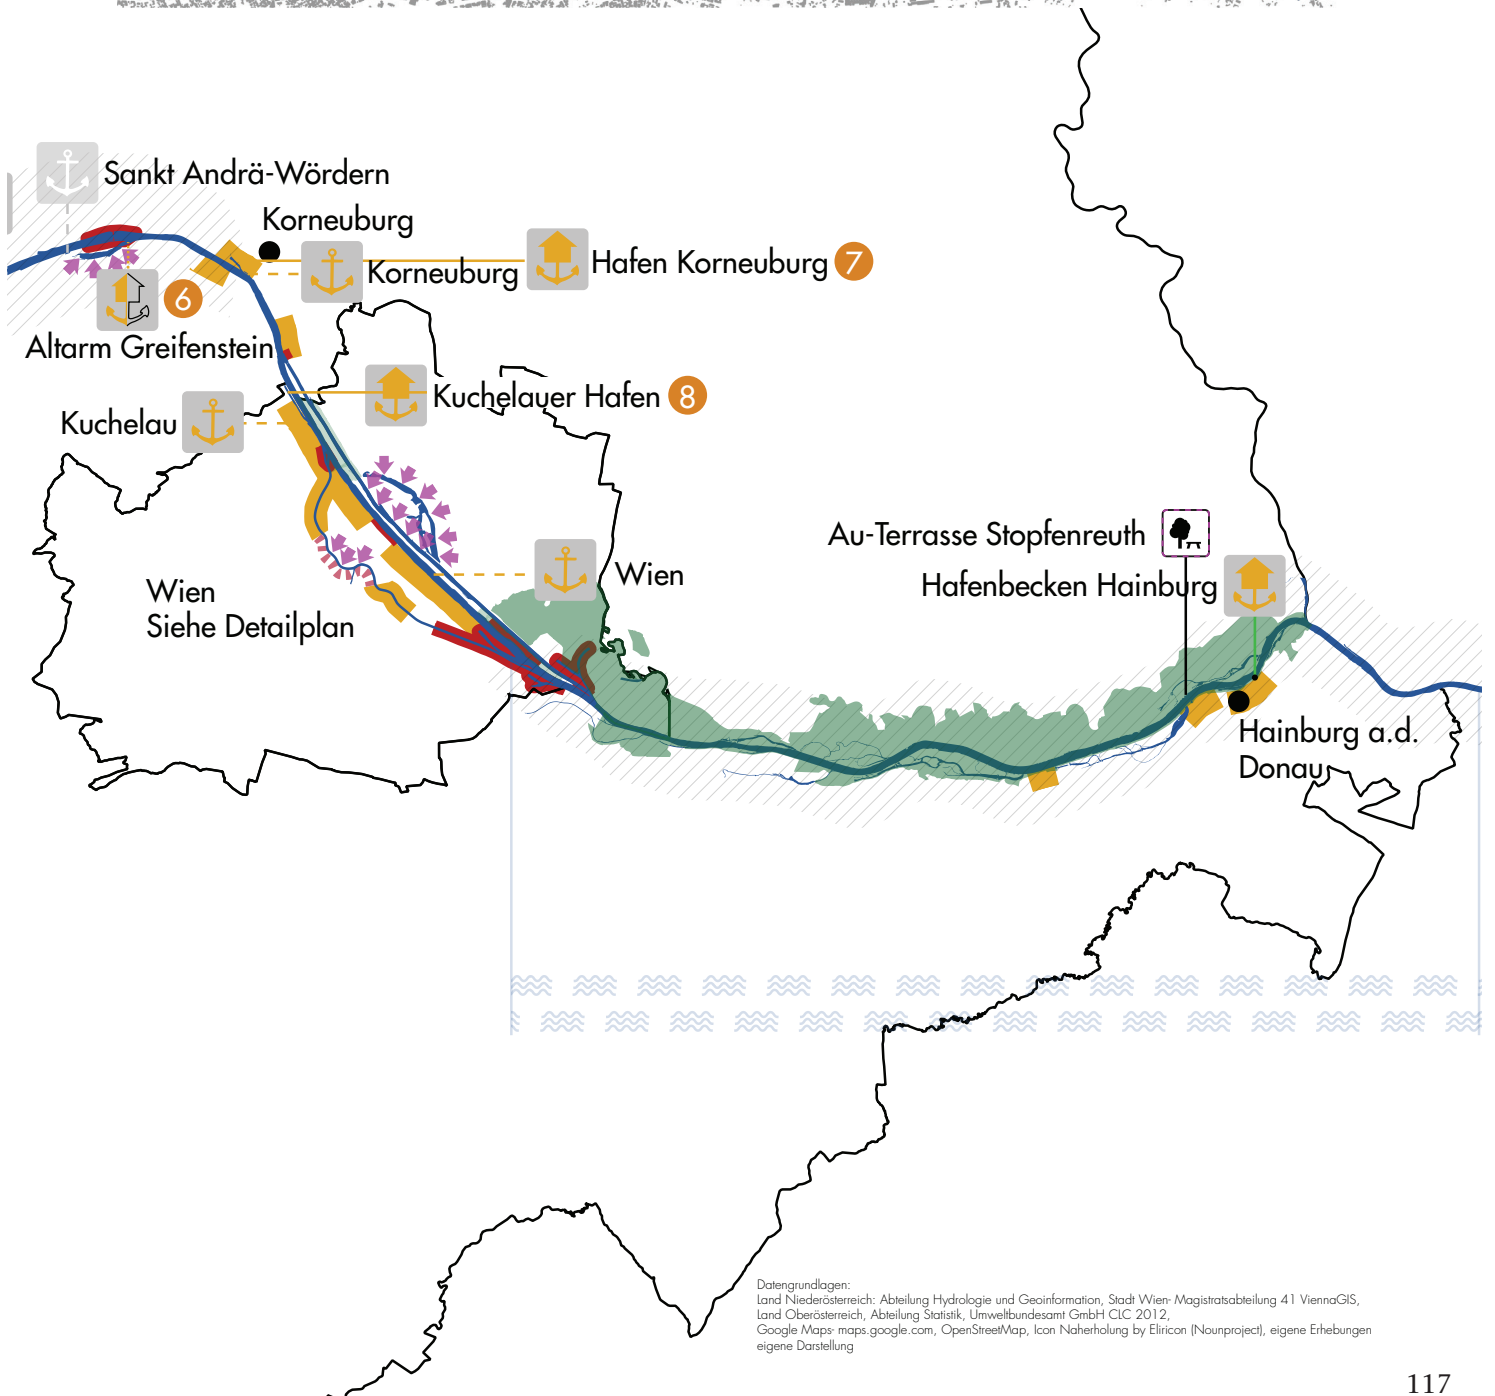 Sankt Andrä-Wördern
Korneuburg
Korneuburg
Hafen Korneuburg 7
6
Altarm Greifenstein
Kuchelauer Hafen 8
Kuchelau
Au-Terrasse Stopfenreuth
Wien
Hafenbecken Hainburg
Wien
Siehe Detailplan
Hainburg a.d.
Donau
Datengrundlagen:
Land Niederösterreich: Abteilung Hydrologie und Geoinformation, Stadt Wien- Magistratsabteilung 41 ViennaGIS,
Land Oberösterreich, Abteilung Statistik, Umweltbundesamt GmbH CLC 2012,
Google Maps- maps.google.com, OpenStreetMap, Icon Naherholung by Eliricon (Nounproject), eigene Erhebungen
eigene Darstellung
117